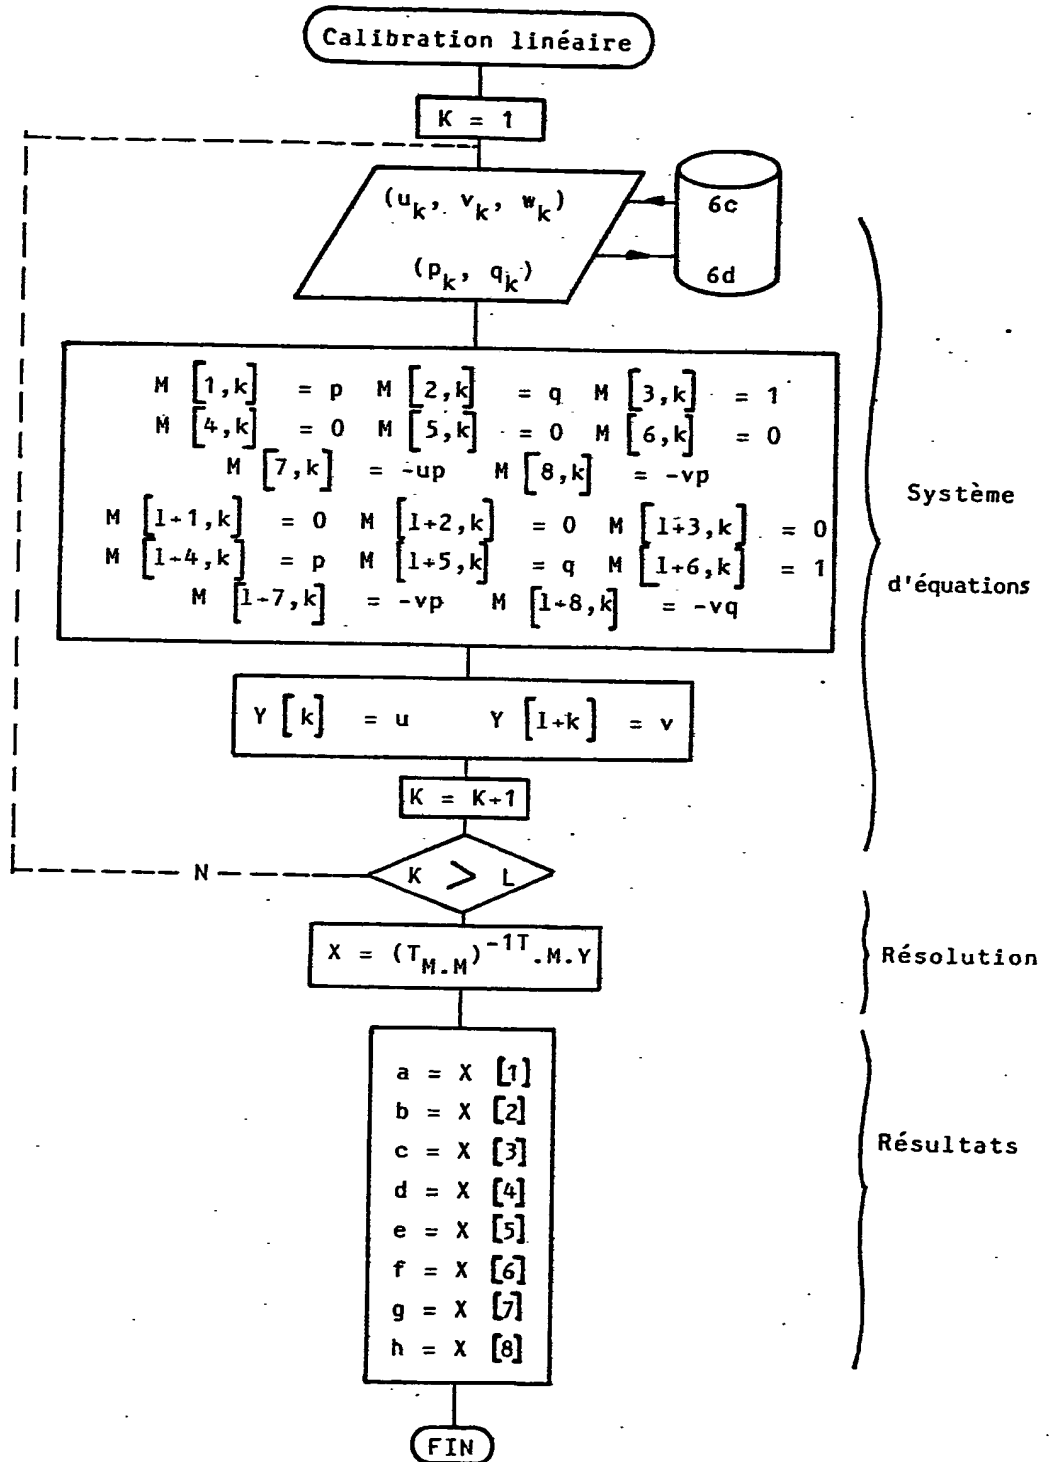 Calibration linéaire
K = 1
(u_k, v_k, w_k)
6c
(p_k, q_k)
6d
M [1,k] = p M [2,k] = q M [3,k] = 1
M [4,k] = 0 M [5,k] = 0 M [6,k] = 0
M [7,k] = -up M [8,k] = -vp
M [l+1,k] = 0 M [l+2,k] = 0 M [l+3,k] = 0
M [l+4,k] = p M [l+5,k] = q M [l+6,k] = 1
M [l+7,k] = -vp M [l+8,k] = -vq
Système
d'équations
Y [k] = u Y [l+k] = v
K = K+1
N
K > L
X = (T_M.M)^-1T.M.Y
Résolution
a = X [1]
b = X [2]
c = X [3]
d = X [4]
e = X [5]
f = X [6]
g = X [7]
h = X [8]
Résultats
FIN